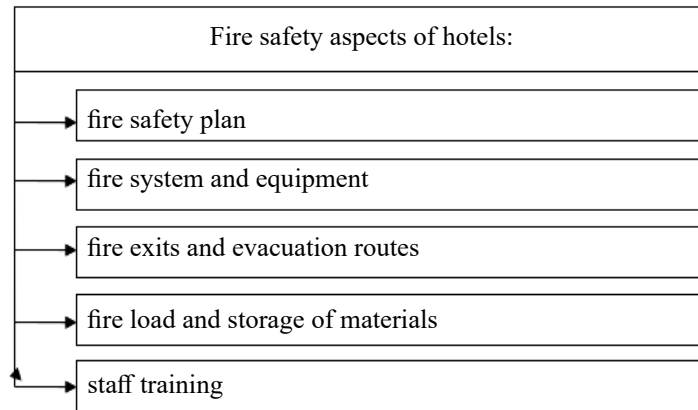 Fire safety aspects of hotels:
fire safety plan
fire system and equipment
fire exits and evacuation routes
fire load and storage of materials
staff training